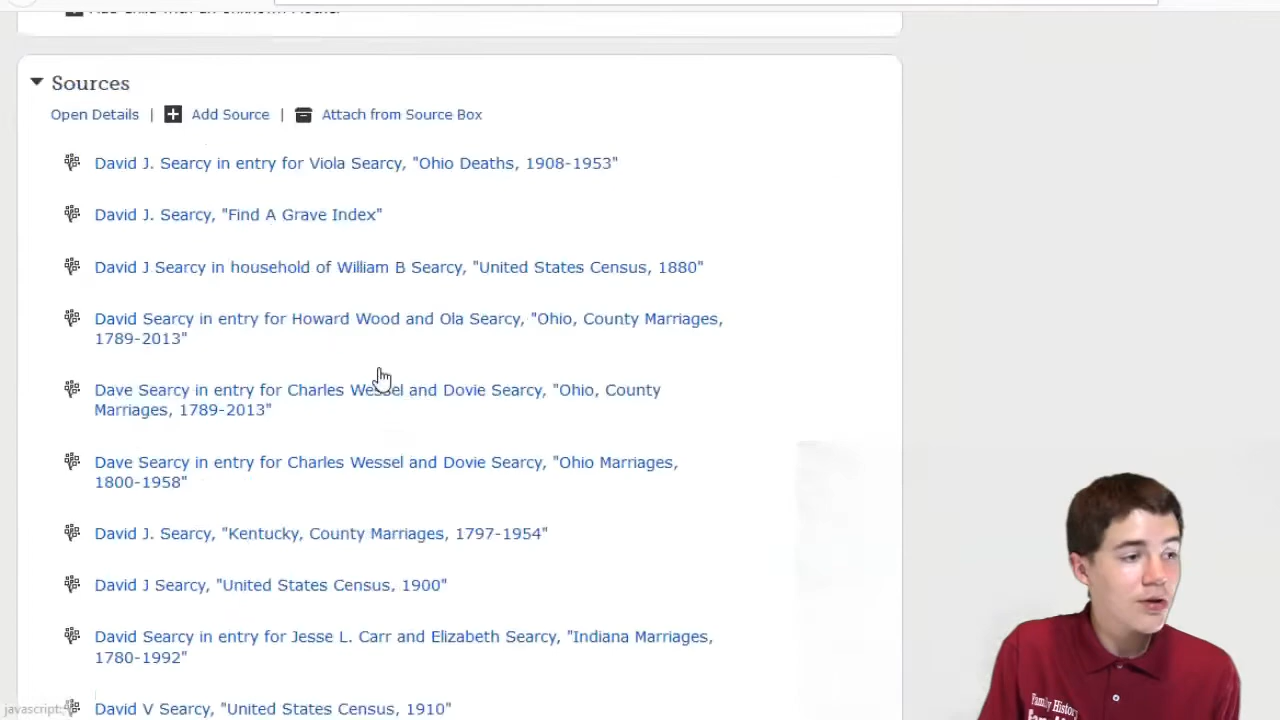 Sources
Open Details | Add Source | Attach from Source Box
David J. Searcy in entry for Viola Searcy, "Ohio Deaths, 1908-1953"
David J. Searcy, "Find A Grave Index"
David J Searcy in household of William B Searcy, "United States Census, 1880"
David Searcy in entry for Howard Wood and Ola Searcy, "Ohio, County Marriages,
1789-2013"
Dave Searcy in entry for Charles Wessel and Dovie Searcy, "Ohio, County
Marriages, 1789-2013"
Dave Searcy in entry for Charles Wessel and Dovie Searcy, "Ohio Marriages,
1800-1958"
David J. Searcy, "Kentucky, County Marriages, 1797-1954"
David J Searcy, "United States Census, 1900"
David Searcy in entry for Jesse L. Carr and Elizabeth Searcy, "Indiana Marriages,
1780-1992"
David V Searcy, "United States Census, 1910"
javascript:
Family History